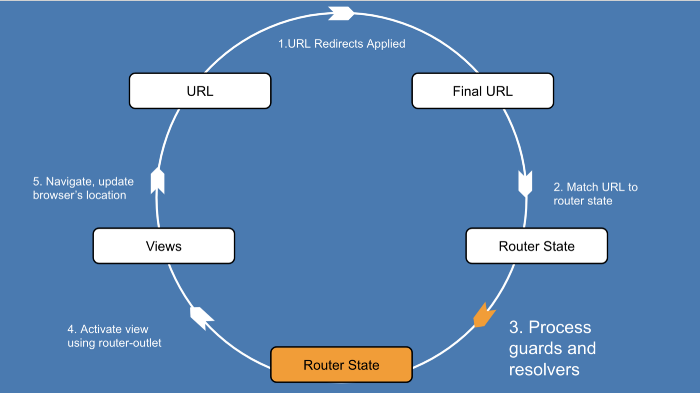 1.URL Redirects Applied
URL
Final URL
2. Match URL to
router state
Router State
3. Process
guards and
resolvers
Router State
4. Activate view
using router-outlet
Views
5. Navigate, update
browser's location